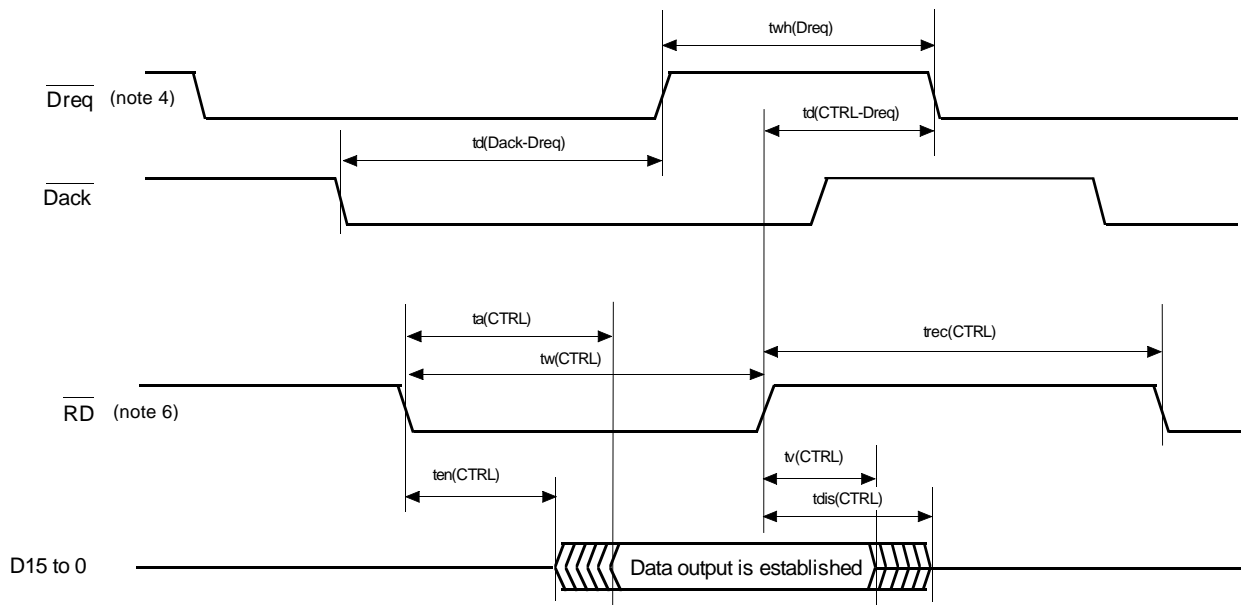 twh(Dreq)
Dreq (note 4)
td(CTRL-Dreq)
td(Dack-Dreq)
Dack
ta(CTRL)
trec(CTRL)
tw(CTRL)
RD (note 6)
tv(CTRL)
ten(CTRL)
tdis(CTRL)
D15 to 0
Data output is established